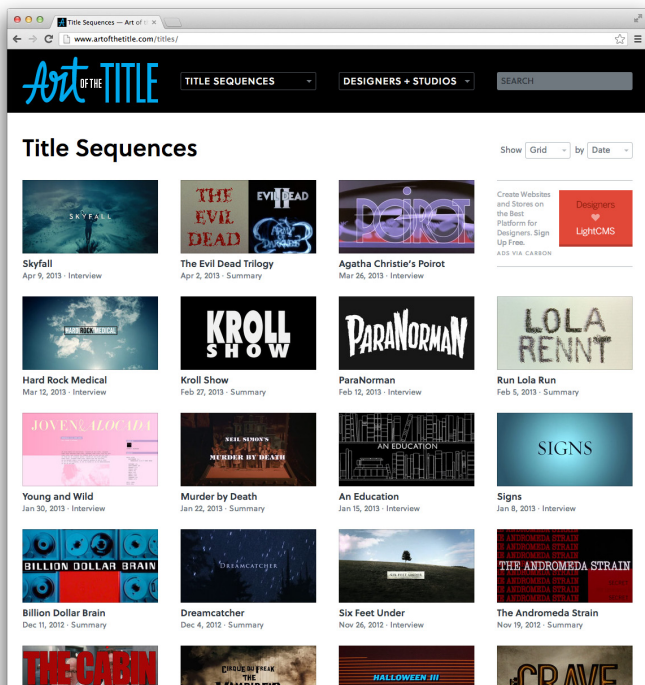 Title Sequences — Art of t
www.artofthetitle.com/titles/
Art OF THE TITLE
TITLE SEQUENCES
DESIGNERS + STUDIOS
SEARCH
Title Sequences
Show Grid by Date
SKYFALL
Skyfall
Apr 9, 2013 · Interview
THE
EVIL
DEAD
EVIL DEAD
II
ARMY
DARKNESS
The Evil Dead Trilogy
Apr 2, 2013 · Summary
POIROT
Agatha Christie's Poirot
Mar 26, 2013 · Interview
Create Websites
and Stores on
the Best
Platform for
Designers. Sign
Up Free.
ADS VIA CARBON
Designers
LightCMS
HARD ROCK MEDICAL
Hard Rock Medical
Mar 12, 2013 · Interview
KROLL
SHOW
Kroll Show
Feb 27, 2013 · Summary
PARANORMAN
ParaNorman
Feb 12, 2013 · Interview
LOLA
RENNT
Run Lola Run
Feb 5, 2013 · Summary
JOVEN & ALOCADA
Young and Wild
Jan 30, 2013 · Interview
NEIL SIMON'S
MURDER BY DEATH
Murder by Death
Jan 22, 2013 · Summary
AN EDUCATION
An Education
Jan 15, 2013 · Interview
SIGNS
Signs
Jan 8, 2013 · Interview
BILLION DOLLAR BRAIN
Billion Dollar Brain
Dec 11, 2012 · Summary
DREAMCATCHER
Dreamcatcher
Dec 4, 2012 · Summary
SIX FEET UNDER
Six Feet Under
Nov 26, 2012 · Interview
THE ANDROMEDA STRAIN
The Andromeda Strain
Nov 19, 2012 · Summary
THE CABIN
CIRQUE DU FREAK
THE
HALLOWEEN III